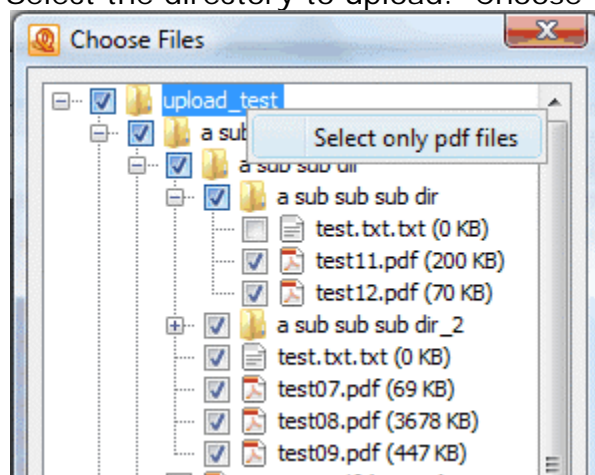 Select the directory to upload. Choose
Choose Files
upload_test
a sub
Select only pdf files
a sub sub dir
a sub sub sub dir
test.txt.txt (0 KB)
test11.pdf (200 KB)
test12.pdf (70 KB)
a sub sub sub dir_2
test.txt.txt (0 KB)
test07.pdf (69 KB)
test08.pdf (3678 KB)
test09.pdf (447 KB)